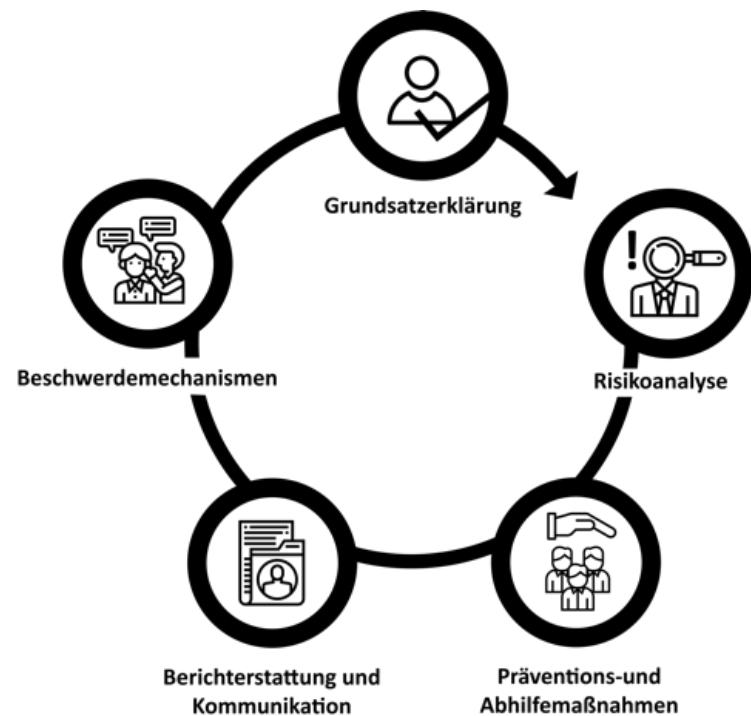 Grundsatzerklärung
Risikoanalyse
Präventions-und
Abhilfemaßnahmen
Berichterstattung und
Kommunikation
Beschwerdemechanismen